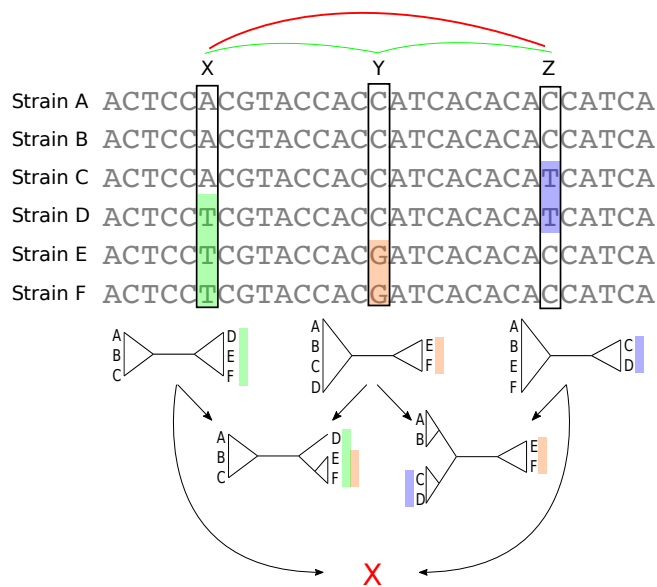 X Y Z
Strain A ACTCCACGTACCACCATCACACACCATCA
Strain B ACTCCACGTACCACCATCACACACCATCA
Strain C ACTCCACGTACCACCATCACACATCATCA
Strain D ACTCCTCGTACCACCATCACACATCATCA
Strain E ACTCCTCGTACCACGATCACACACCATCA
Strain F ACTCCTCGTACCACGATCACACACCATCA
A
B
C
D
E
F
A
B
C
D
E
F
A
B
E
F
C
D
A
B
C
D
E
F
A
B
C
D
E
F
X